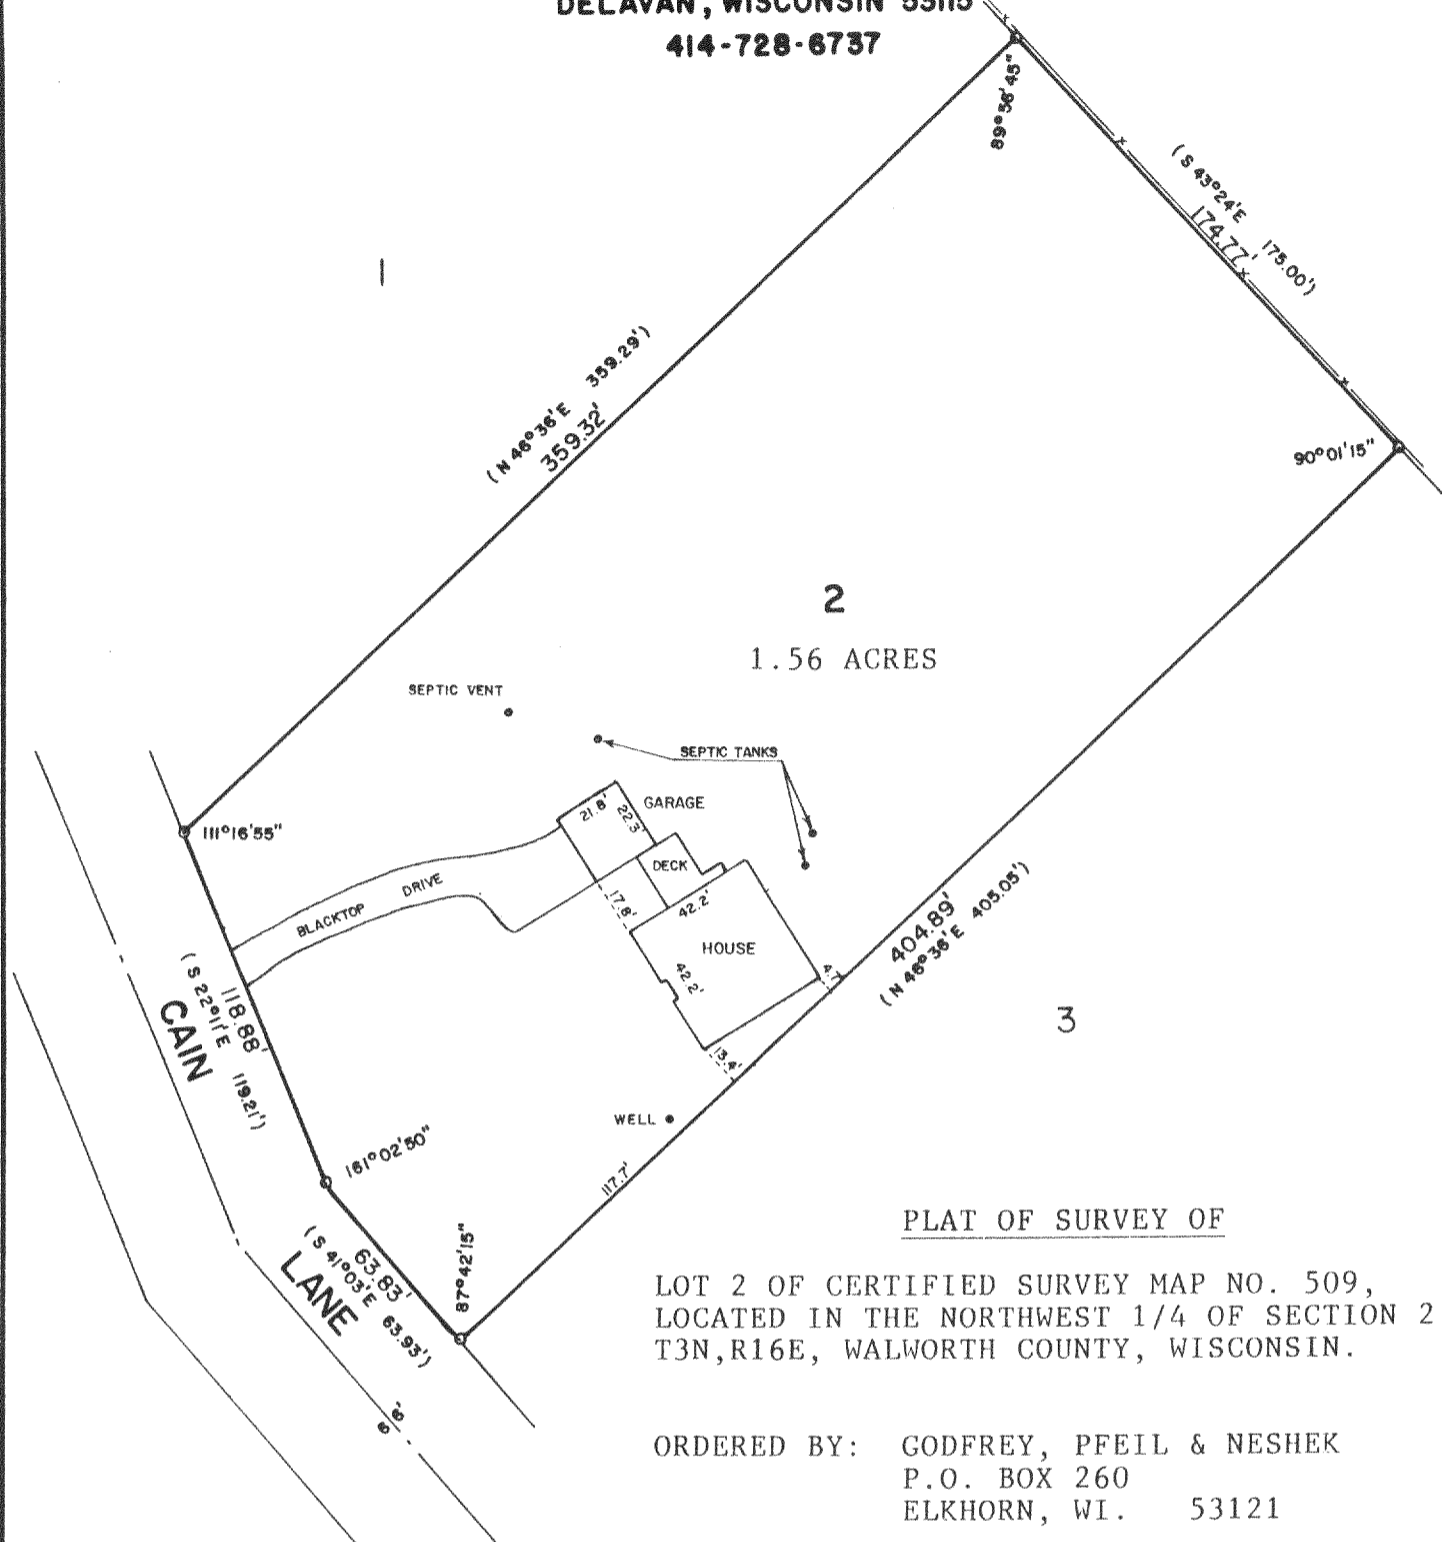 DELAVAN, WISCONSIN 53115
414-728-6737
89°56'45"
(S 43°24'E 175.00')
174.77'
1
(N 46°36'E 359.29')
359.32'
90°01'15"
2
1.56 ACRES
SEPTIC VENT
SEPTIC TANKS
GARAGE
21.8'
22.3'
111°16'55"
DECK
BLACKTOP DRIVE
17.8'
42.2'
HOUSE
42.2'
4.7'
404.89'
(N 46°36'E 405.05')
3
118.88'
(S 22°11'E 119.21')
CAIN
13.4'
WELL
161°02'50"
117.7'
87°42'15"
63.83'
(S 41°03'E 63.93')
LANE
66'
PLAT OF SURVEY OF
LOT 2 OF CERTIFIED SURVEY MAP NO. 509,
LOCATED IN THE NORTHWEST 1/4 OF SECTION 2
T3N,R16E, WALWORTH COUNTY, WISCONSIN.
ORDERED BY: GODFREY, PFEIL & NESHEK
P.O. BOX 260
ELKHORN, WI. 53121